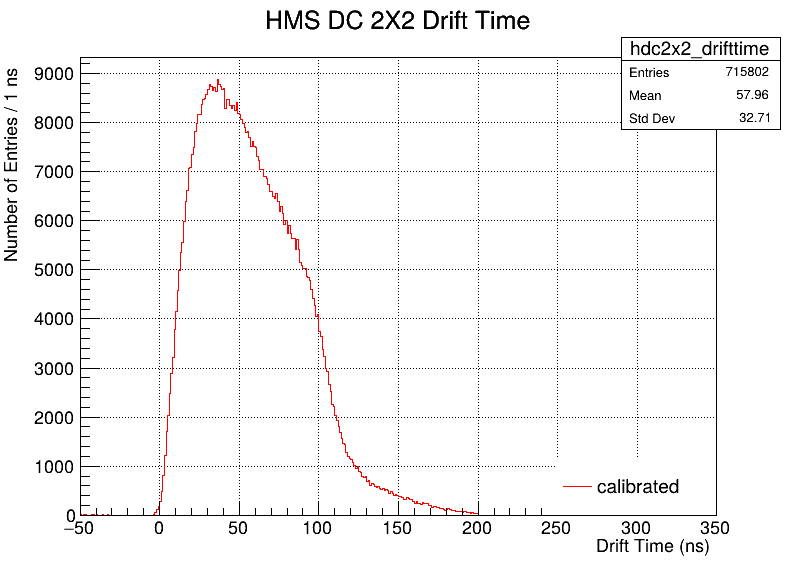 HMS DC 2X2 Drift Time
hdc2x2_drifttime
Entries 715802
Mean 57.96
Std Dev 32.71
Number of Entries / 1 ns
9000
8000
7000
6000
5000
4000
3000
2000
1000
0
−50 0 50 100 150 200 250 300 350
calibrated
Drift Time (ns)